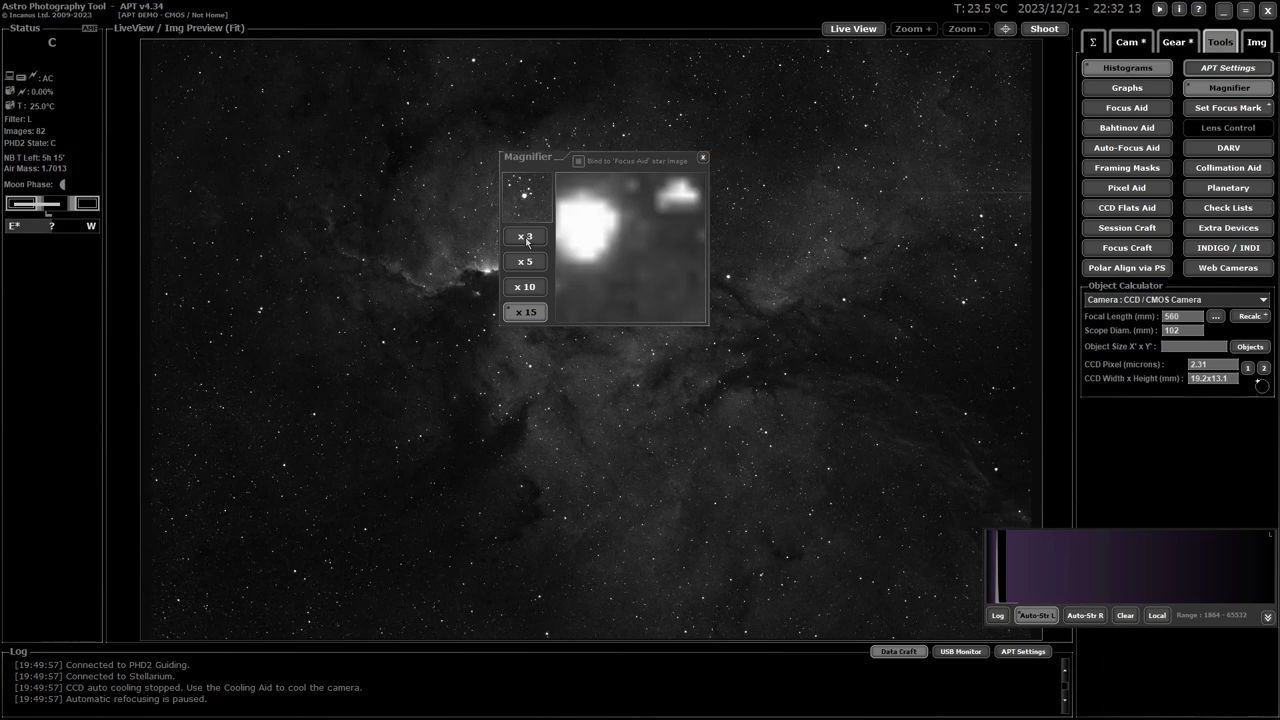 Astro Photography Tool - APT v4.34
© Incanus Ltd. 2009-2023 [APT DEMO - CMOS / Not Home]
T: 23.5 ºC 2023/12/21 - 22:32 13
Status
C
: AC
: 0.00%
T : 25.0°C
Filter: L
Images: 82
PHD2 State: C
NB T Left: 5h 15'
Air Mass: 1.7013
Moon Phase:
E* ? W
LiveView / Img Preview (Fit)
Live View Zoom + Zoom - Shoot
Magnifier Bind to 'Focus Aid' star image x
x 3
x 5
x 10
x 15
Σ Cam * Gear * Tools Img
Histograms APT Settings
Graphs Magnifier
Focus Aid Set Focus Mark
Bahtinov Aid Lens Control
Auto-Focus Aid DARV
Framing Masks Collimation Aid
Pixel Aid Planetary
CCD Flats Aid Check Lists
Session Craft Extra Devices
Focus Craft INDIGO / INDI
Polar Align via PS Web Cameras
Object Calculator
Camera : CCD / CMOS Camera
Focal Length (mm) : 560 ... Recalc
Scope Diam. (mm) : 102
Object Size X' x Y' : Objects
CCD Pixel (microns) : 2.31 1 2
CCD Width x Height (mm) : 19.2x13.1
L
Log Auto-Str L Auto-Str R Clear Local Range : 1864 - 65533
Log
Data Craft USB Monitor APT Settings
[19:49:57] Connected to PHD2 Guiding.
[19:49:57] Connected to Stellarium.
[19:49:57] CCD auto cooling stopped. Use the Cooling Aid to cool the camera.
[19:49:57] Automatic refocusing is paused.